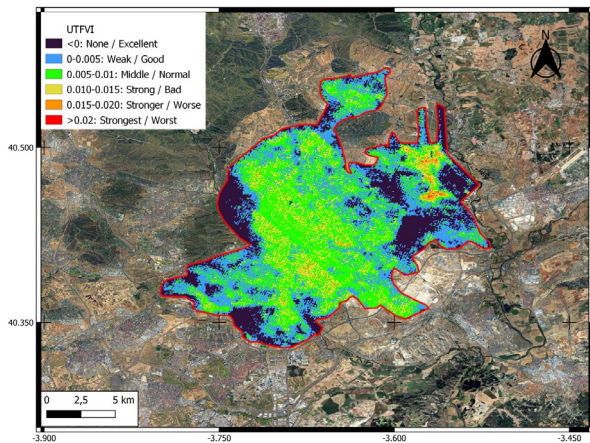 UTFVI
<0: None / Excellent
0-0.005: Weak / Good
0.005-0.01: Middle / Normal
0.010-0.015: Strong / Bad
0.015-0.020: Stronger / Worse
>0.02: Strongest / Worst
N
40.500
40.350
0 2,5 5 km
-3.900 -3.750 -3.600 -3.450